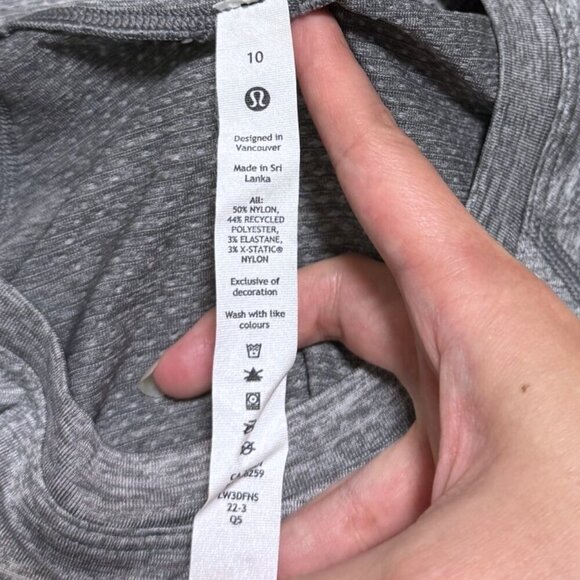 10
Designed in
Vancouver
Made in Sri
Lanka
All:
50% NYLON,
44% RECYCLED
POLYESTER,
3% ELASTANE,
3% X-STATIC®
NYLON
Exclusive of
decoration
Wash with like
colours
8259
LW3DFNS
22-3
Q5